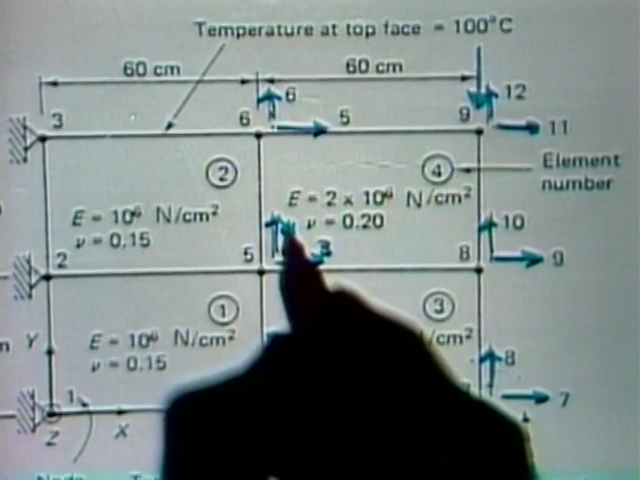 Temperature at top face = 100°C
60 cm
60 cm
3
6
6
5
9
12
11
2
4
Element
number
E = 10⁶ N/cm²
ν = 0.15
E = 2 x 10⁶ N/cm²
ν = 0.20
2
5
3
8
10
9
1
3
Y
E = 10⁶ N/cm²
ν = 0.15
/cm²
8
7
1
Z
X